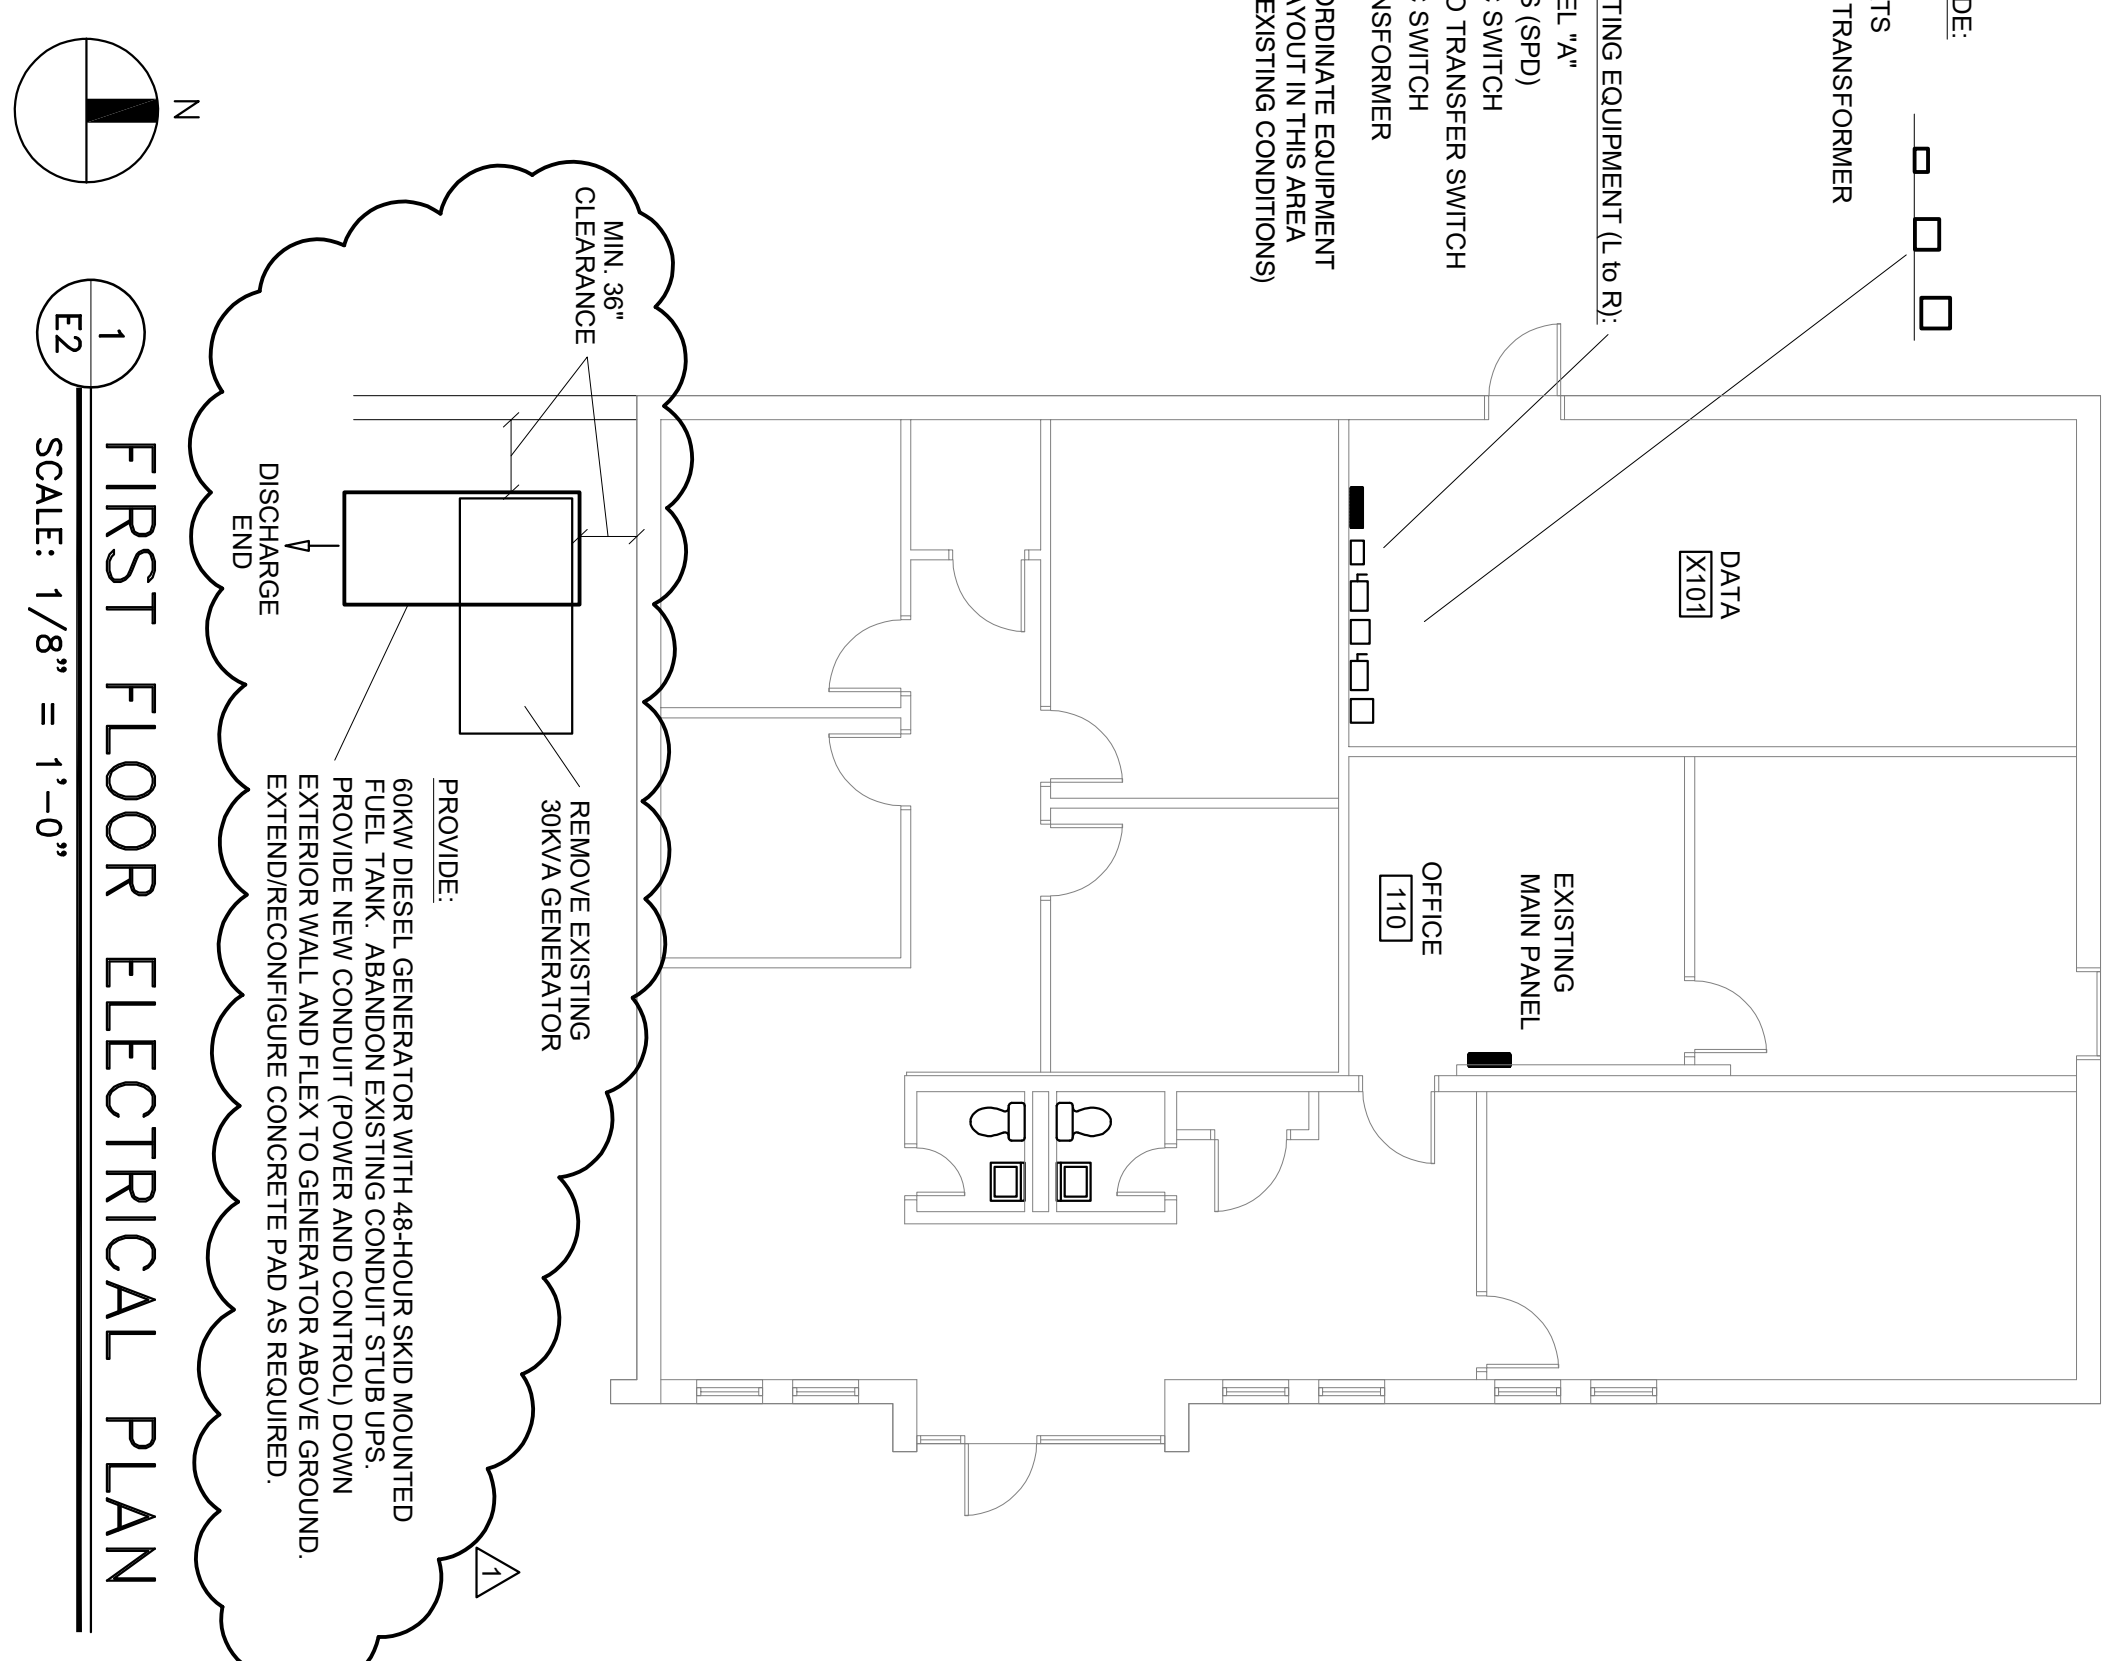 DE:
TS
TRANSFORMER
TING EQUIPMENT (L to R):
EL "A"
S (SPD)
SWITCH
O TRANSFER SWITCH
SWITCH
NSFORMER
ORDINATE EQUIPMENT
AYOUT IN THIS AREA
EXISTING CONDITIONS)
DATA
X101
EXISTING
MAIN PANEL
OFFICE
110
MIN. 36"
CLEARANCE
REMOVE EXISTING
30KVA GENERATOR
PROVIDE:
60KW DIESEL GENERATOR WITH 48-HOUR SKID MOUNTED
FUEL TANK. ABANDON EXISTING CONDUIT STUB UPS.
PROVIDE NEW CONDUIT (POWER AND CONTROL) DOWN
EXTERIOR WALL AND FLEX TO GENERATOR ABOVE GROUND.
EXTEND/RECONFIGURE CONCRETE PAD AS REQUIRED.
DISCHARGE
END
1
N
1
E2
FIRST FLOOR ELECTRICAL PLAN
SCALE: 1/8" = 1'-0"